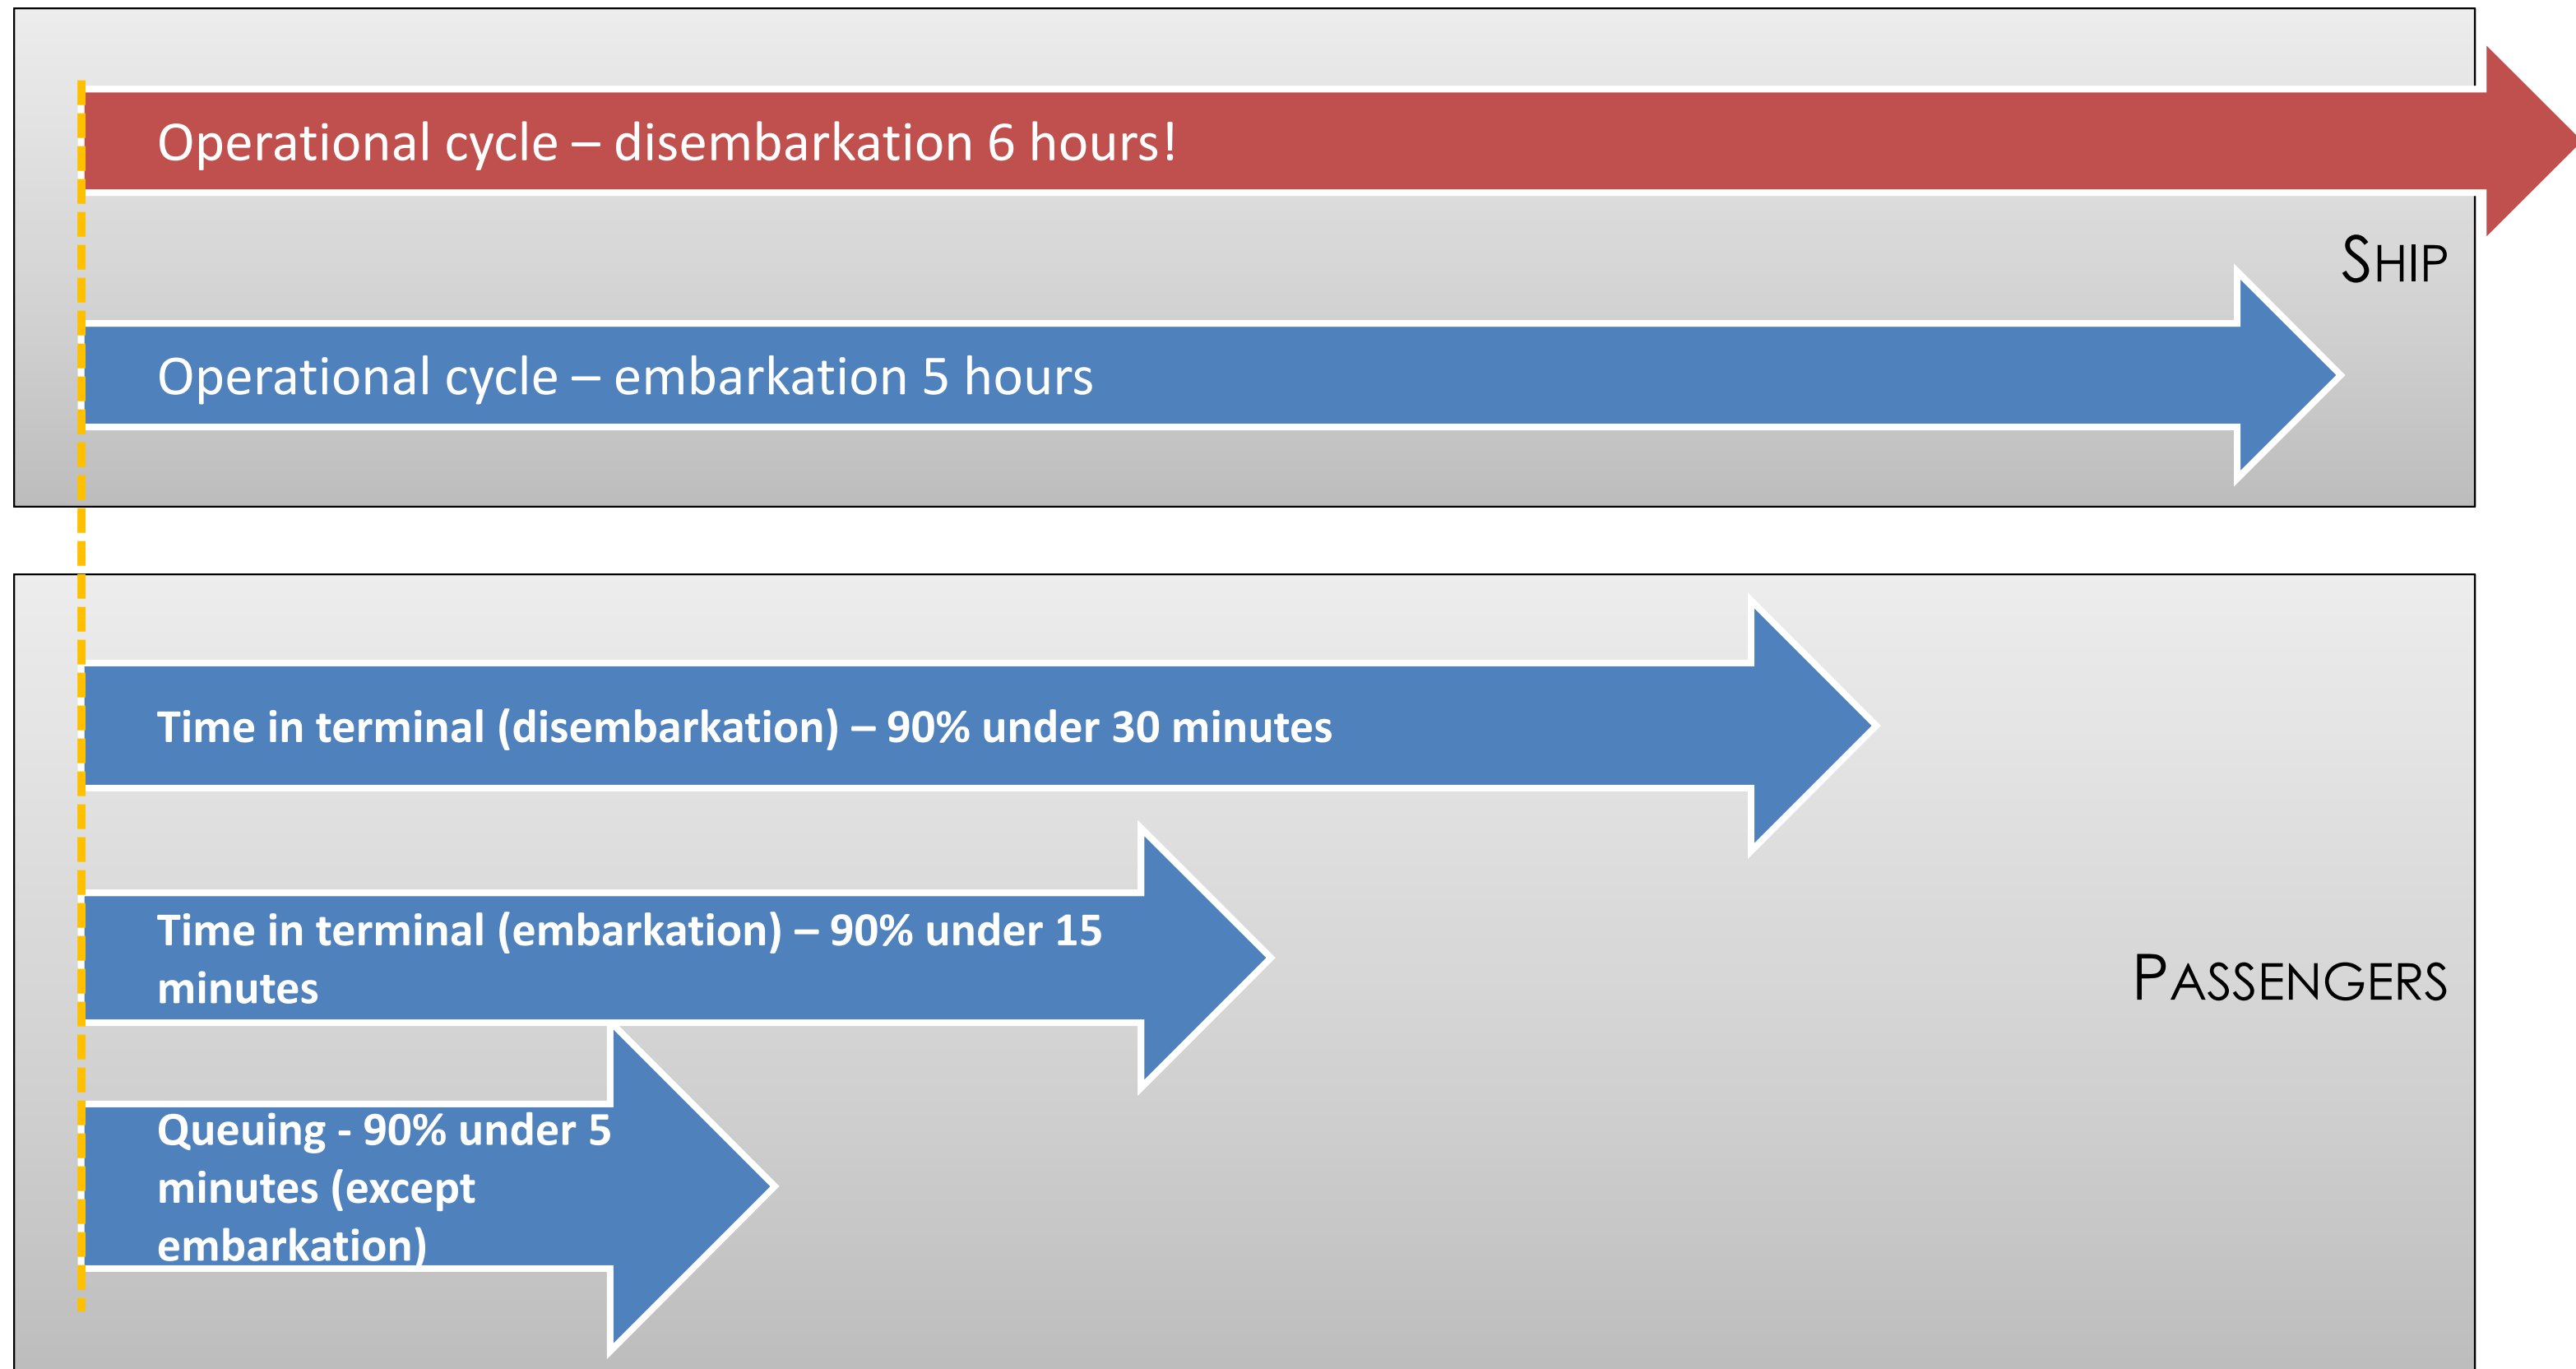 Operational cycle – disembarkation 6 hours!
SHIP
Operational cycle – embarkation 5 hours
Time in terminal (disembarkation) – 90% under 30 minutes
Time in terminal (embarkation) – 90% under 15
minutes
PASSENGERS
Queuing - 90% under 5
minutes (except
embarkation)